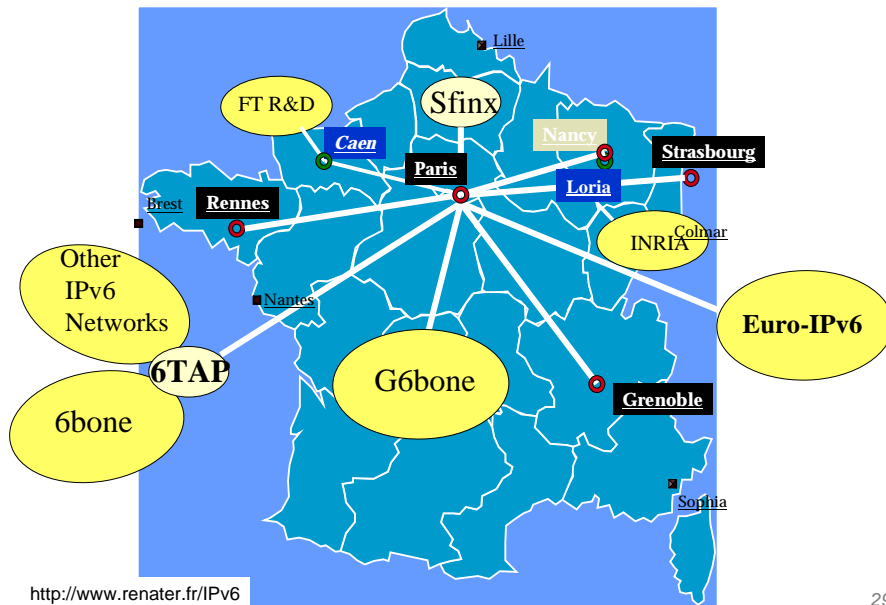 Lille
Sfinx
FT R&D
Caen
Nancy
Strasbourg
Paris
Loria
Brest
Rennes
Colmar
INRIA
Other
IPv6
Networks
Nantes
Euro-IPv6
6TAP
G6bone
Grenoble
6bone
Sophia
http://www.renater.fr/IPv6
29